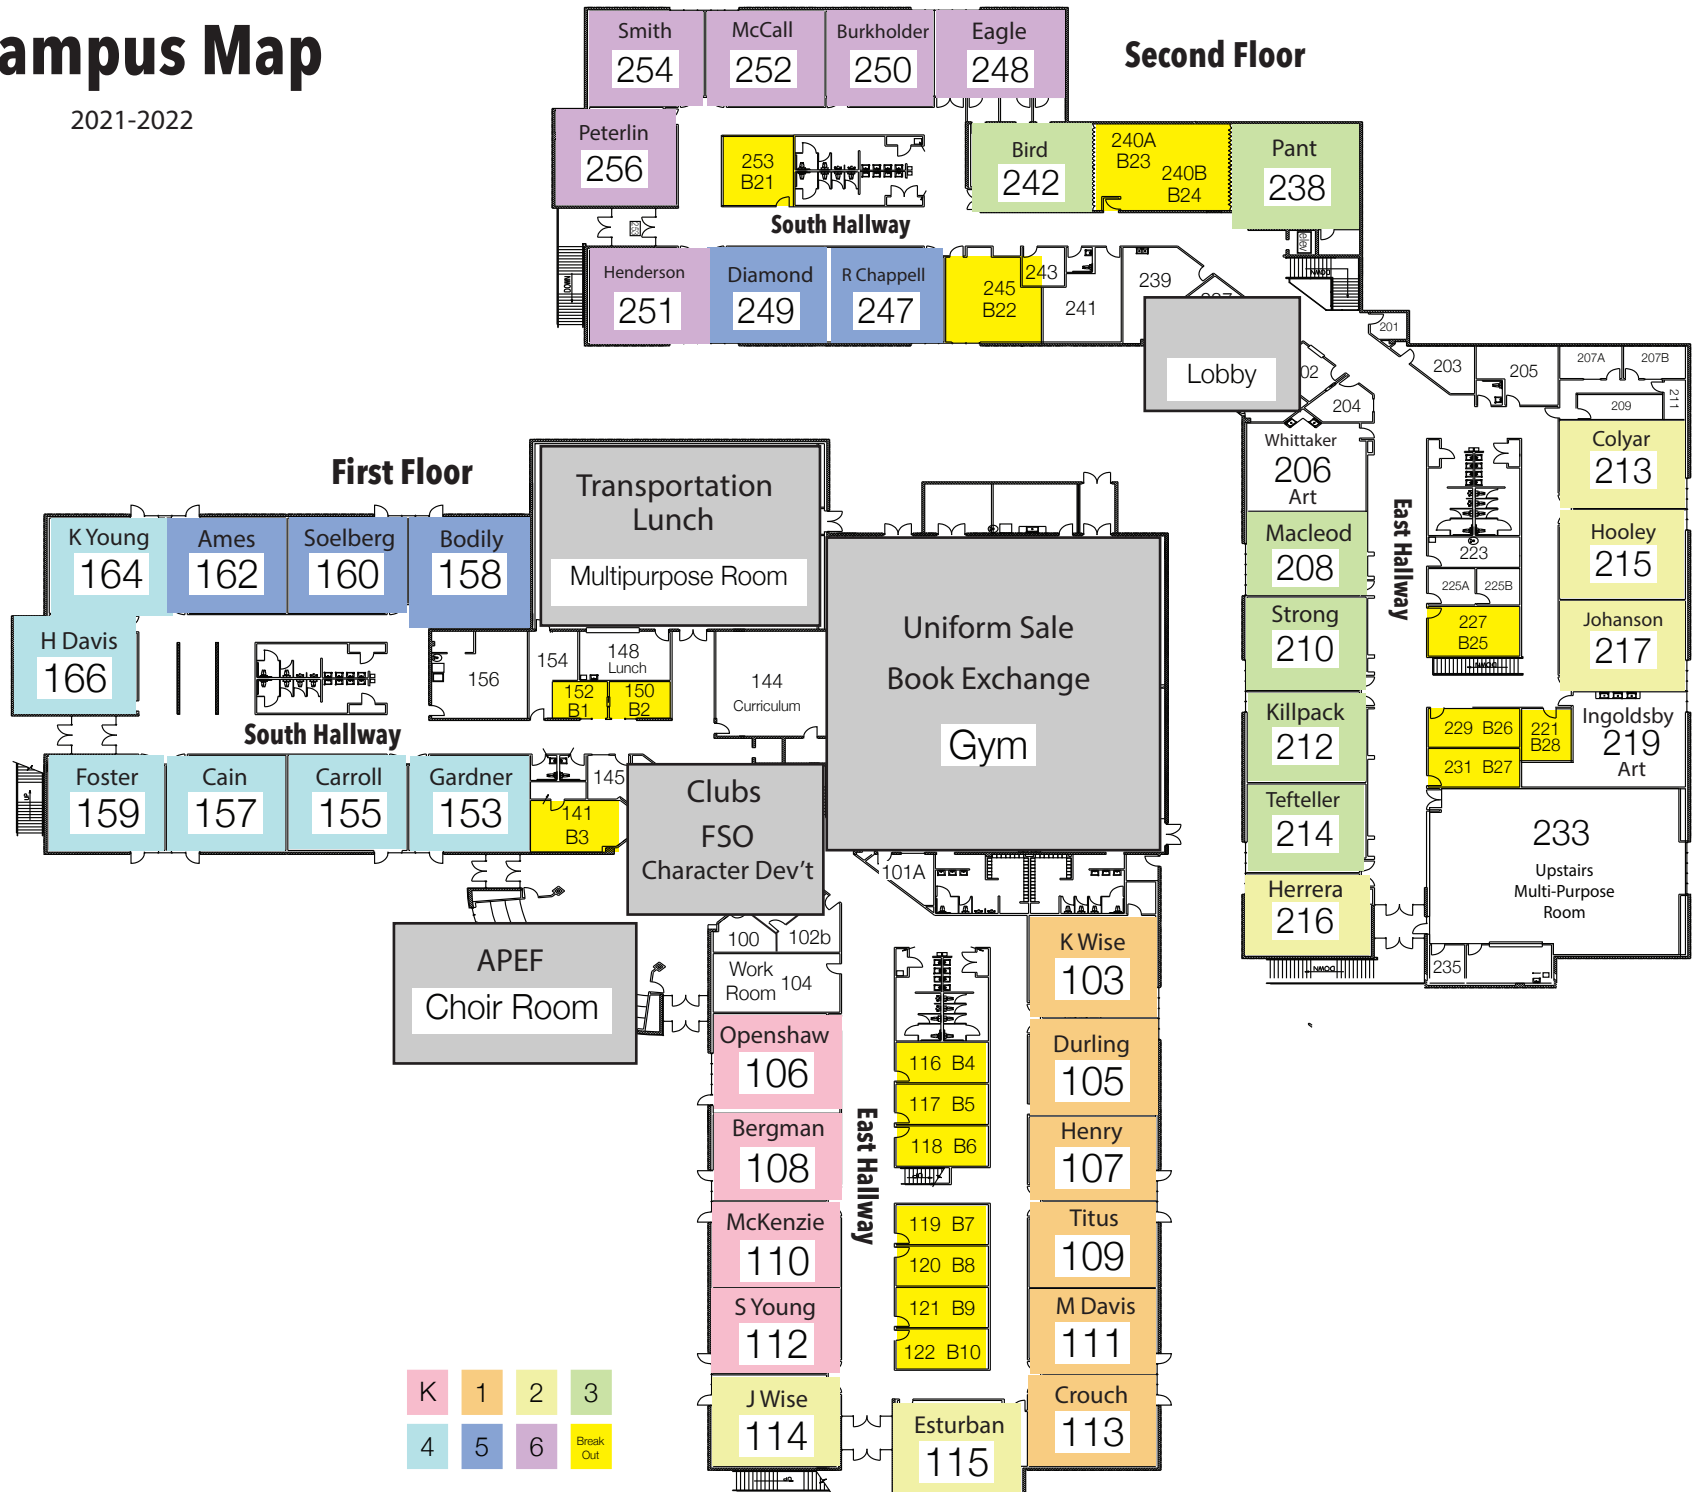 ampus Map
2021-2022
Second Floor
Smith
254
McCall
252
Burkholder
250
Eagle
248
Peterlin
256
253
B21
Bird
242
240A
B23
240B
B24
Pant
238
South Hallway
Henderson
251
Diamond
249
R Chappell
247
245
B22
243
241
239
Lobby
DOWN
DOWN
201
203
205
207A
207B
209
211
02
204
Whittaker
206
Art
Macleod
208
Strong
210
Killpack
212
Tefteller
214
Herrera
216
East Hallway
223
225A
225B
227
B25
DOWN
229 B26
231 B27
221
B28
Colyar
213
Hooley
215
Johanson
217
Ingoldsby
219
Art
233
Upstairs
Multi-Purpose
Room
235
DOWN
First Floor
K Young
164
Ames
162
Soelberg
160
Bodily
158
Transportation
Lunch
Multipurpose Room
H Davis
166
156
154
148
Lunch
152
B1
150
B2
144
Curriculum
South Hallway
Foster
159
Cain
157
Carroll
155
Gardner
153
145
141
B3
Uniform Sale
Book Exchange
Gym
Clubs
FSO
Character Dev't
101A
APEF
Choir Room
100
102b
Work
Room 104
Openshaw
106
Bergman
108
McKenzie
110
S Young
112
J Wise
114
East Hallway
116 B4
117 B5
118 B6
119 B7
120 B8
121 B9
122 B10
K Wise
103
Durling
105
Henry
107
Titus
109
M Davis
111
Crouch
113
Esturban
115
UP
K
1
2
3
4
5
6
Break
Out